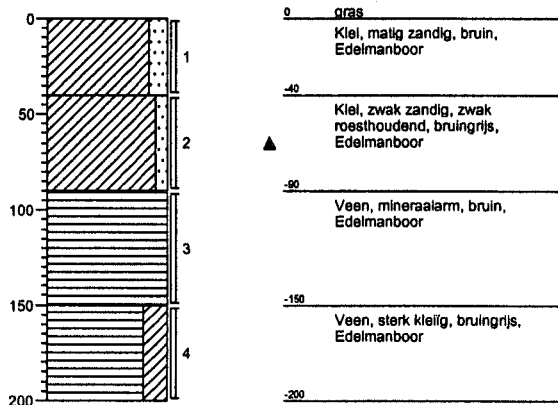 0
50
100
150
200
1
2
3
4
0 gras
Klei, matig zandig, bruin,
Edelmanboor
-40
Klei, zwak zandig, zwak
roesthoudend, bruingrijs,
Edelmanboor
-90
Veen, mineraalarm, bruin,
Edelmanboor
-150
Veen, sterk kleiïg, bruingrijs,
Edelmanboor
-200